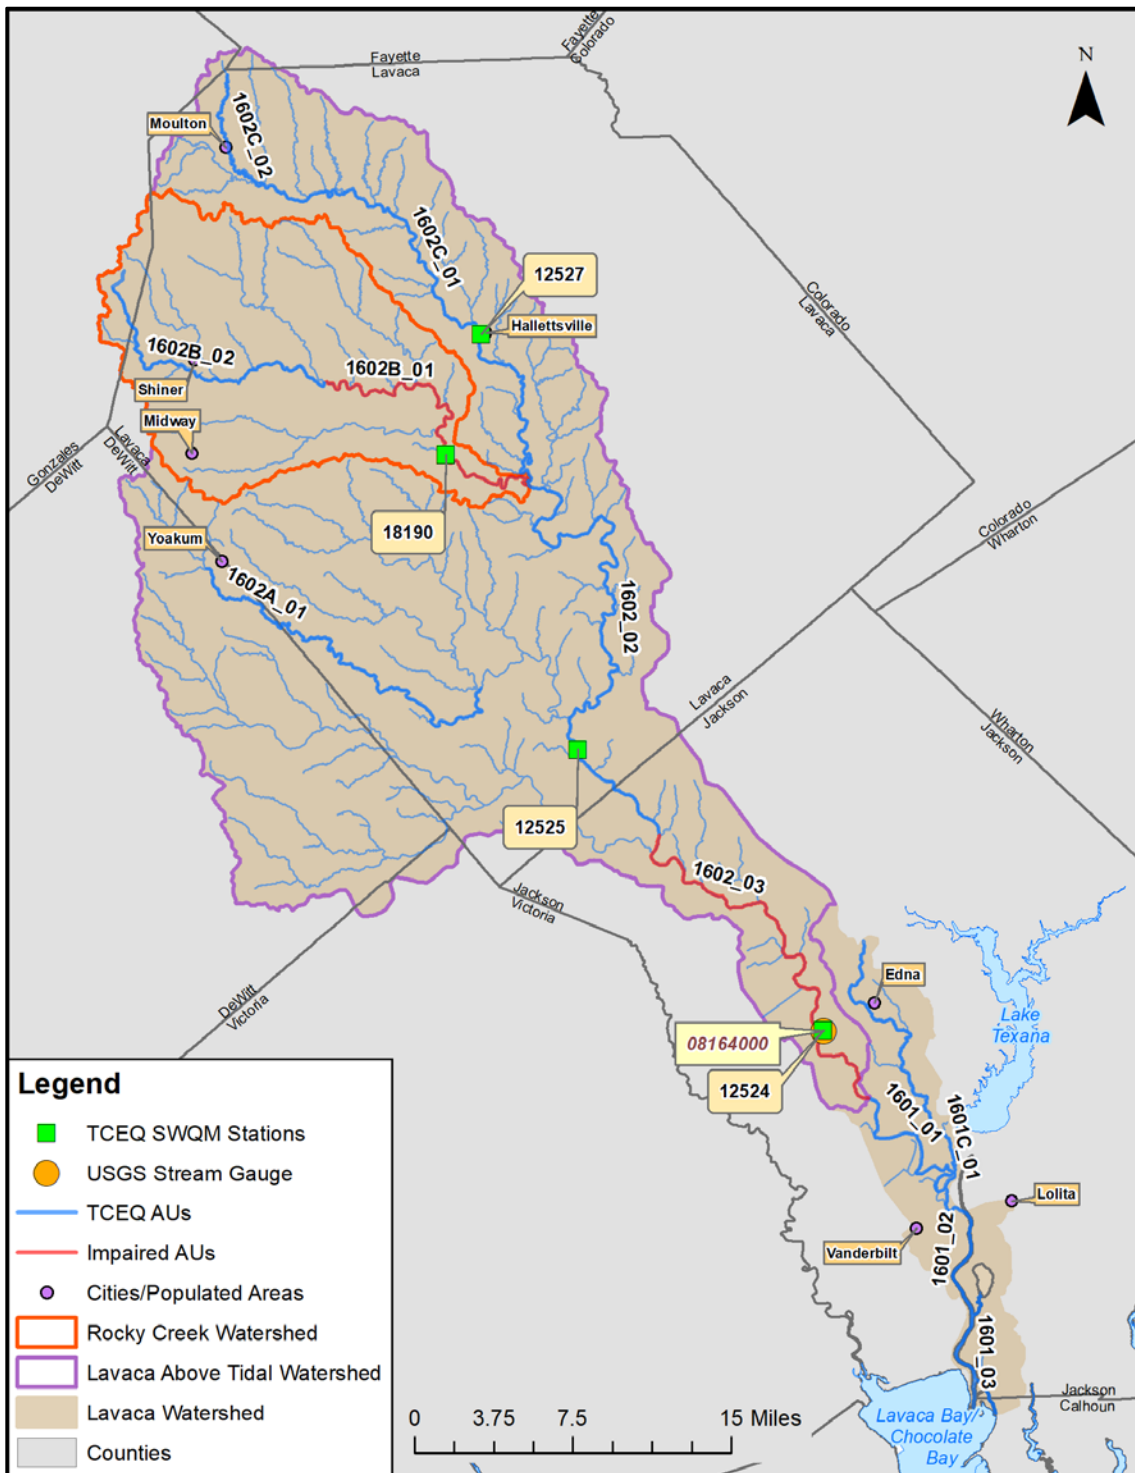 Fayette
Lavaca
Fayette
Colorado
N
Moulton
1602C_02
1602C_01
12527
Hallettsville
Colorado
Lavaca
1602B_02
1602B_01
Shiner
Midway
Gonzales
DeWitt
Lavaca
DeWitt
18190
Colorado
Wharton
Yoakum
1602A_01
1602_02
Lavaca
Jackson
Wharton
Jackson
12525
1602_03
Jackson
Victoria
DeWitt
Victoria
Edna
Lake
Texana
08164000
12524
1601_01
1601C_01
Lolita
1601_02
Vanderbilt
1601_03
Jackson
Calhoun
Lavaca Bay/
Chocolate
Bay
Legend
TCEQ SWQM Stations
USGS Stream Gauge
TCEQ AUs
Impaired AUs
Cities/Populated Areas
Rocky Creek Watershed
Lavaca Above Tidal Watershed
Lavaca Watershed
Counties
0 3.75 7.5 15 Miles